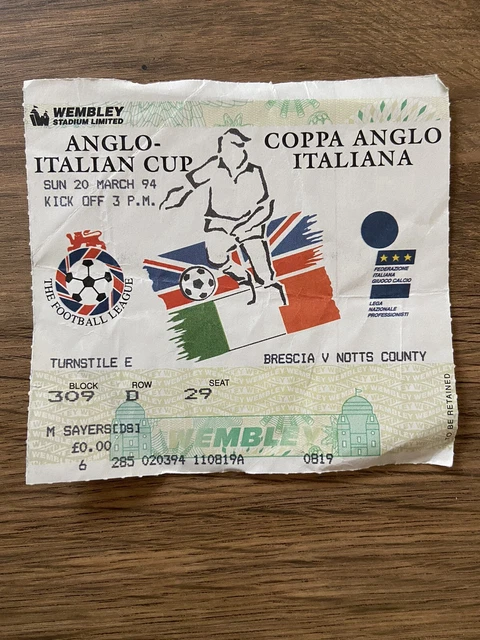 WEMBLEY
STADIUM LIMITED
ANGLO-
ITALIAN CUP
COPPA ANGLO
ITALIANA
SUN 20 MARCH 94
KICK OFF 3 P.M.
THE FOOTBALL LEAGUE
FEDERAZIONE
ITALIANA
GIUOCO CALCIO
LEGA
NAZIONALE
PROFESSIONISTI
TURNSTILE E
BRESCIA V NOTTS COUNTY
BLOCK ROW SEAT
309 D 29
M SAYERS[DS]
£0.00
WEMBLEY
6 285 020394 110819A 0819
TO BE RETAINED